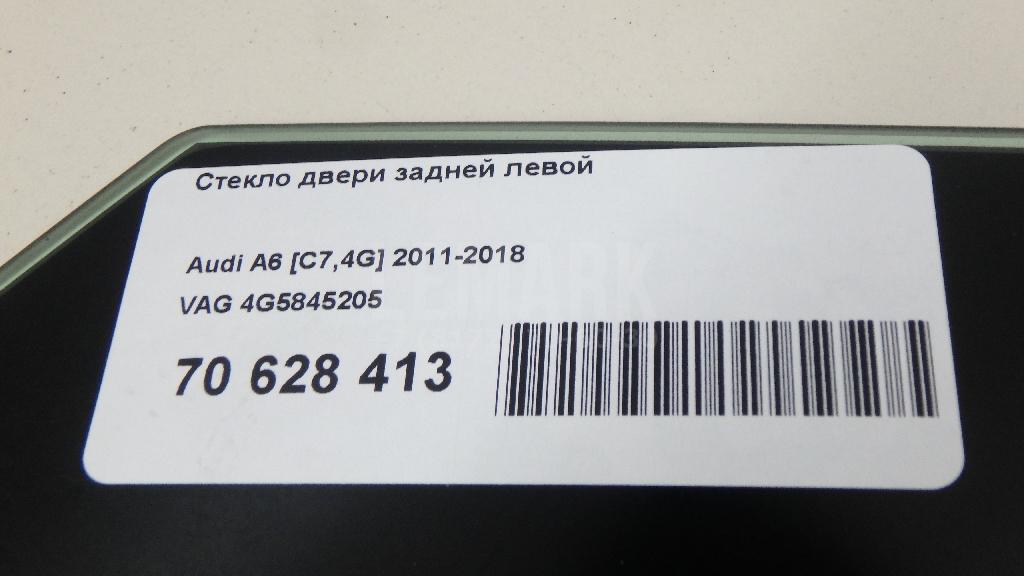 Стекло двери задней левой
Audi A6 [C7,4G] 2011-2018
VAG 4G5845205
70 628 413